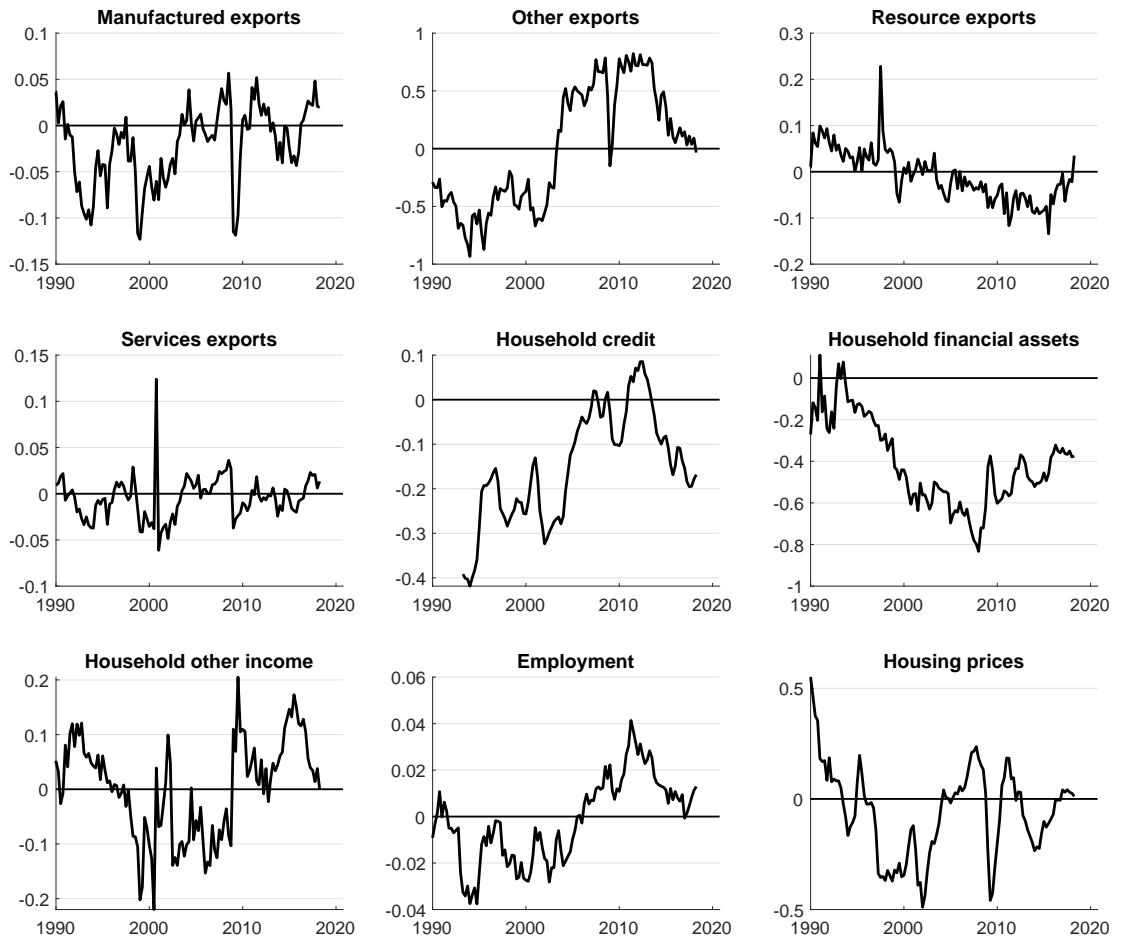 Manufactured exports
0.1
0.05
0
-0.05
-0.1
-0.15
1990 2000 2010 2020
Other exports
1
0.5
0
-0.5
-1
1990 2000 2010 2020
Resource exports
0.3
0.2
0.1
0
-0.1
-0.2
1990 2000 2010 2020
Services exports
0.15
0.1
0.05
0
-0.05
-0.1
1990 2000 2010 2020
Household credit
0.1
0
-0.1
-0.2
-0.3
-0.4
1990 2000 2010 2020
Household financial assets
0
-0.2
-0.4
-0.6
-0.8
-1
1990 2000 2010 2020
Household other income
0.2
0.1
0
-0.1
-0.2
1990 2000 2010 2020
Employment
0.06
0.04
0.02
0
-0.02
-0.04
1990 2000 2010 2020
Housing prices
0.5
0
-0.5
1990 2000 2010 2020